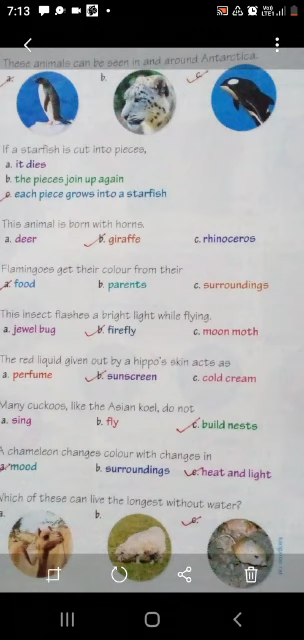 7:13
Vo))
LTE1
These animals can be seen in and around Antarctica.
a. b. c.
If a starfish is cut into pieces,
a. it dies
b. the pieces join up again
c. each piece grows into a starfish
This animal is born with horns.
a. deer b. giraffe c. rhinoceros
Flamingoes get their colour from their
a. food b. parents c. surroundings
This insect flashes a bright light while flying.
a. jewel bug b. firefly c. moon moth
The red liquid given out by a hippo's skin acts as
a. perfume b. sunscreen c. cold cream
Many cuckoos, like the Asian koel, do not
a. sing b. fly c. build nests
A chameleon changes colour with changes in
a. mood b. surroundings c. heat and light
Which of these can live the longest without water?
a. b. c.